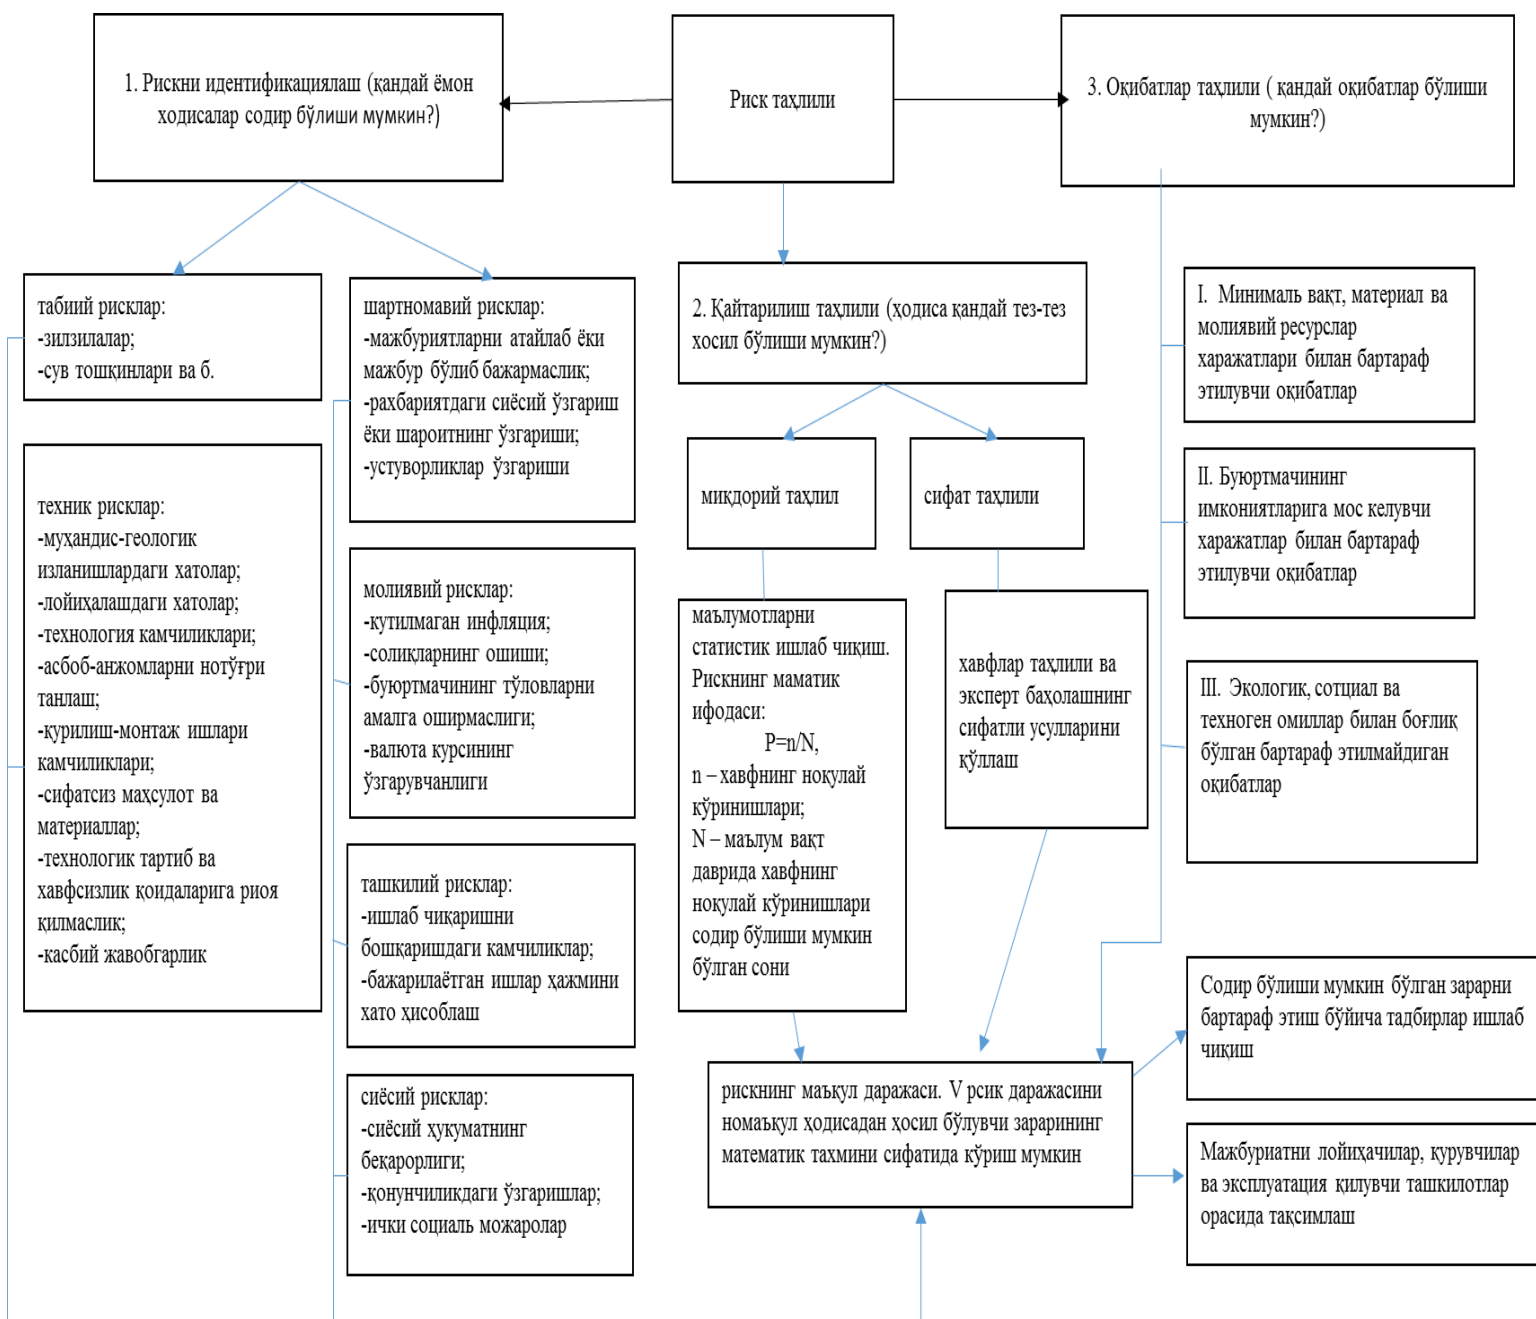 1. Рискни идентификациялаш (қандай ёмон
ходисалар содир бўлиши мумкин?)
Риск таҳлили
3. Оқибатлар таҳлили ( қандай оқибатлар бўлиши
мумкин?)
табиий рисклар:
-зилзилалар;
-сув тошқинлари ва б.
техник рисклар:
-муҳандис-геологик
изланишлардаги хатолар;
-лойиҳалашдаги хатолар;
-технология камчиликлари;
-асбоб-анжомларни нотўғри
танлаш;
-қурилиш-монтаж ишлари
камчиликлари;
-сифатсиз маҳсулот ва
материаллар;
-технологик тартиб ва
хавфсизлик қоидаларига риоя
қилмаслик;
-касбий жавобгарлик
шартномавий рисклар:
-мажбуриятларни атайлаб ёки
мажбур бўлиб бажармаслик;
-рахбариятдаги сиёсий ўзгариш
ёки шароитнинг ўзгариши;
-устуворликлар ўзгариши
молиявий рисклар:
-кутилмаган инфляция;
-солиқларнинг ошиши;
-буюртмачининг тўловларни
амалга оширмаслиги;
-валюта курсининг
ўзгарувчанлиги
ташкилий рисклар:
-ишлаб чиқаришни
бошқаришдаги камчиликлар;
-бажарилаётган ишлар ҳажмини
хато ҳисоблаш
сиёсий рисклар:
-сиёсий ҳукуматнинг
беқарорлиги;
-қонунчиликдаги ўзгаришлар;
-ички социаль можаролар
2. Қайтарилиш таҳлили (ҳодиса қандай тез-тез
хосил бўлиши мумкин?)
миқдорий таҳлил
сифат таҳлили
маълумотларни
статистик ишлаб чиқиш.
Рискнинг маматик
ифодаси:
P=n/N,
n – хавфнинг ноқулай
кўринишлари;
N – маълум вақт
даврида хавфнинг
ноқулай кўринишлари
содир бўлиши мумкин
бўлган сони
хавфлар таҳлили ва
эксперт баҳолашнинг
сифатли усулларини
қўллаш
рискнинг маъқул даражаси. V рсик даражасини
номаъқул ҳодисадан ҳосил бўлувчи зарарининг
математик тахмини сифатида кўриш мумкин
I. Минималь вақт, материал ва
молиявий ресурслар
харажатлари билан бартараф
этилувчи оқибатлар
II. Буюртмачининг
имкониятларига мос келувчи
харажатлар билан бартараф
этилувчи оқибатлар
III. Экологик, сотциал ва
техноген омиллар билан боғлиқ
бўлган бартараф этилмайдиган
оқибатлар
Содир бўлиши мумкин бўлган зарарни
бартараф этиш бўйича тадбирлар ишлаб
чиқиш
Мажбуриатни лойиҳачилар, қурувчилар
ва эксплуатация қилувчи ташкилотлар
орасида тақсимлаш